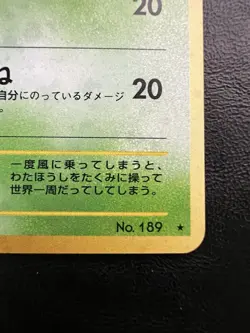 20
ね
自分にのっているダメージ
20
。
一度風に乗ってしまうと、
わたほうしをたくみに操って
世界一周だってしてしまう。
No. 189 ★